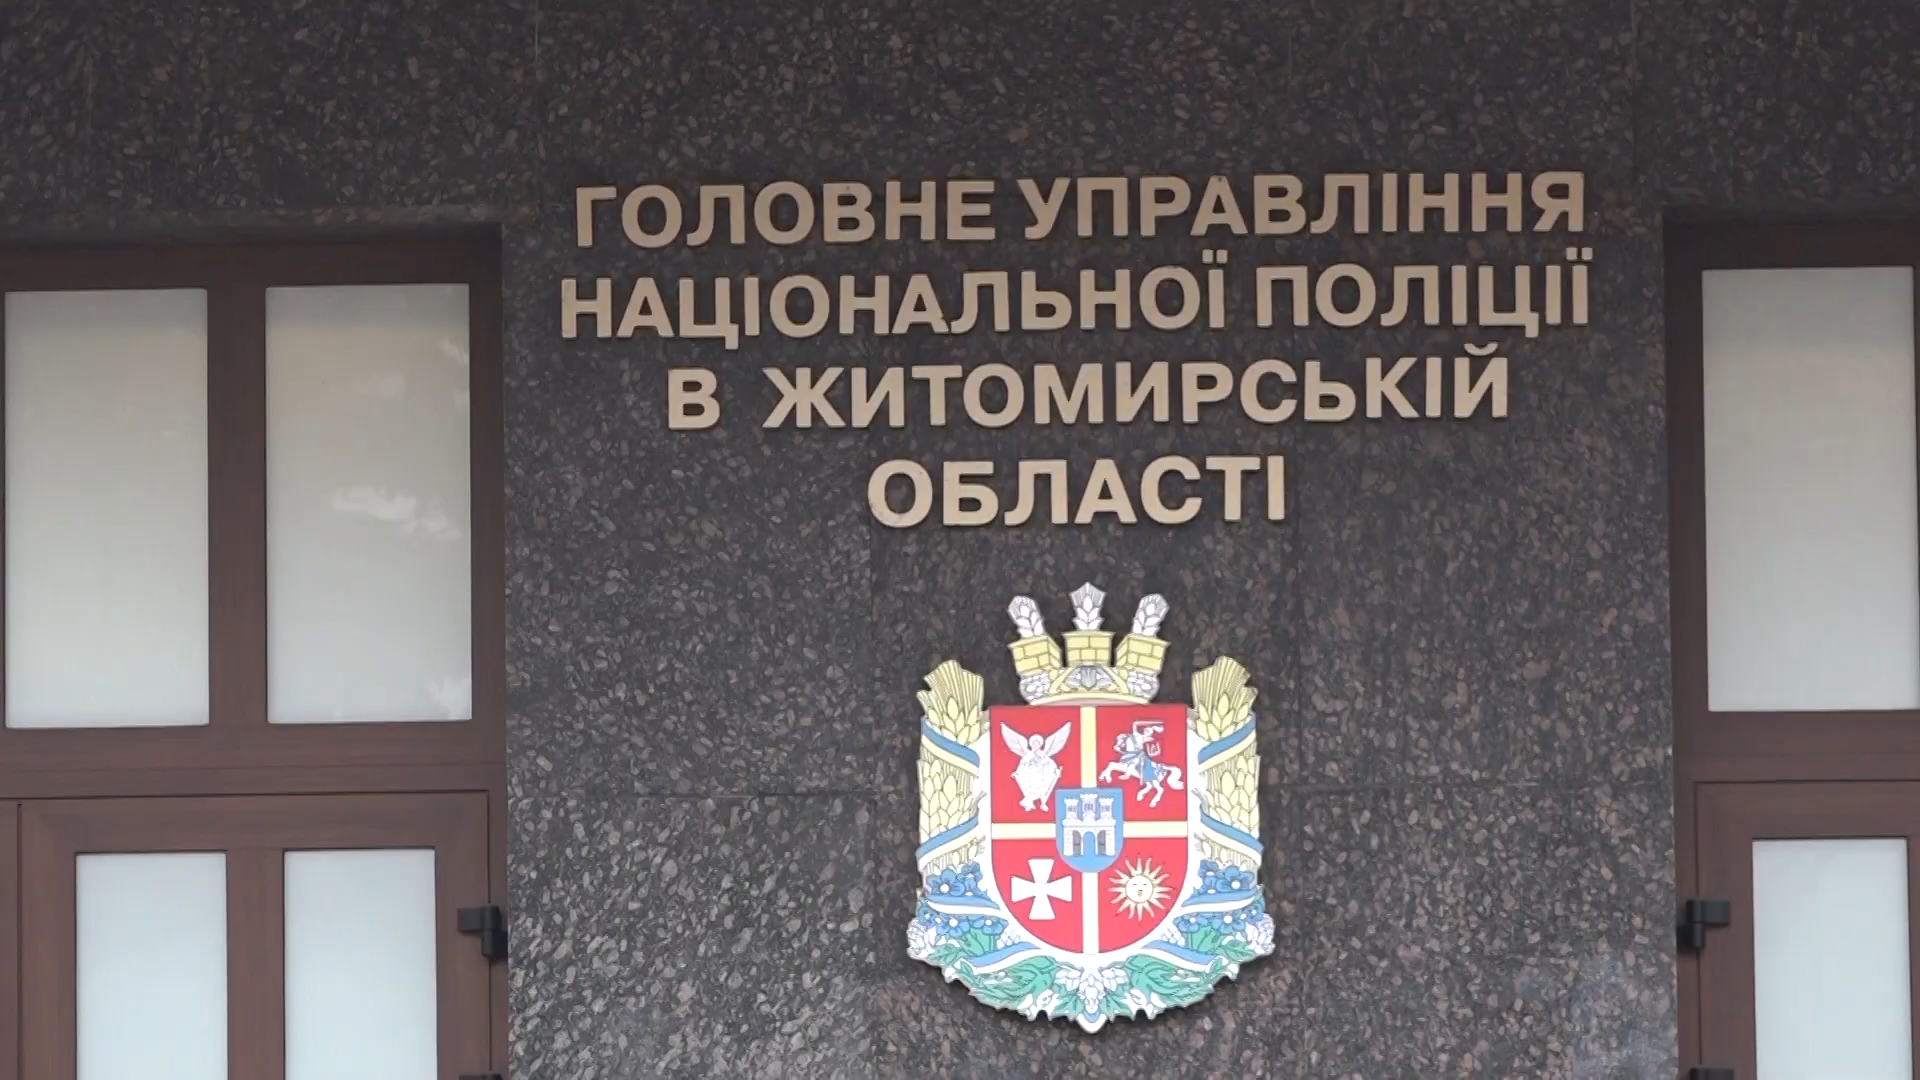 ГОЛОВНЕ УПРАВЛІННЯ
НАЦІОНАЛЬНОЇ ПОЛІЦІЇ
В ЖИТОМИРСЬКІЙ
ОБЛАСТІ